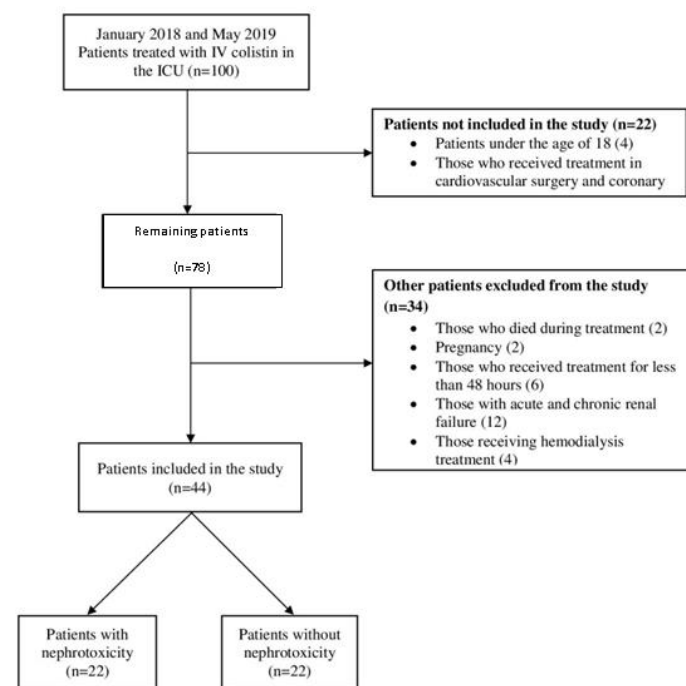 January 2018 and May 2019
Patients treated with IV colistin in
the ICU (n=100)
Patients not included in the study (n=22)
• Patients under the age of 18 (4)
• Those who received treatment in
cardiovascular surgery and coronary
Remaining patients
(n=78)
Other patients excluded from the study
(n=34)
• Those who died during treatment (2)
• Pregnancy (2)
• Those who received treatment for less
than 48 hours (6)
• Those with acute and chronic renal
failure (12)
• Those receiving hemodialysis
treatment (4)
Patients included in the study
(n=44)
Patients with
nephrotoxicity
(n=22)
Patients without
nephrotoxicity
(n=22)